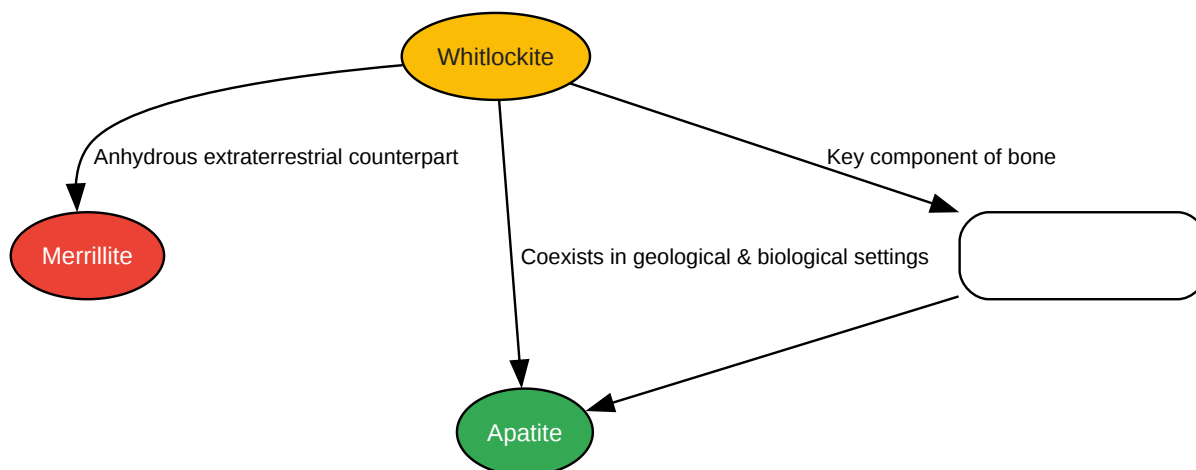 Whitlockite
Anhydrous extraterrestrial counterpart
Key component of bone
Merrillite
Coexists in geological & biological settings
Apatite